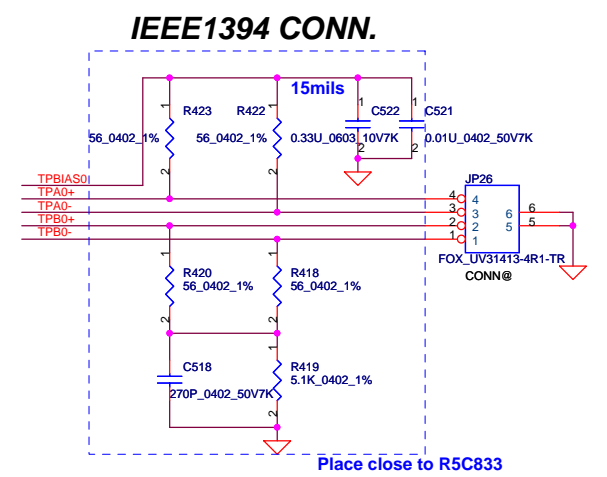 IEEE1394 CONN.
15mils
R423
R422
C522
C521
1
1
1
1
56_0402_1%
56_0402_1%
0.33U_0603_10V7K
0.01U_0402_50V7K
2
2
2
2
TPBIAS0
JP26
TPA0+
4
4
TPA0-
3
3
6
6
TPB0+
2
2
5
5
TPB0-
1
1
FOX_UV31413-4R1-TR
CONN@
1
1
R420
R418
56_0402_1%
56_0402_1%
2
2
1
C518
R419
270P_0402_50V7K
5.1K_0402_1%
2
Place close to R5C833